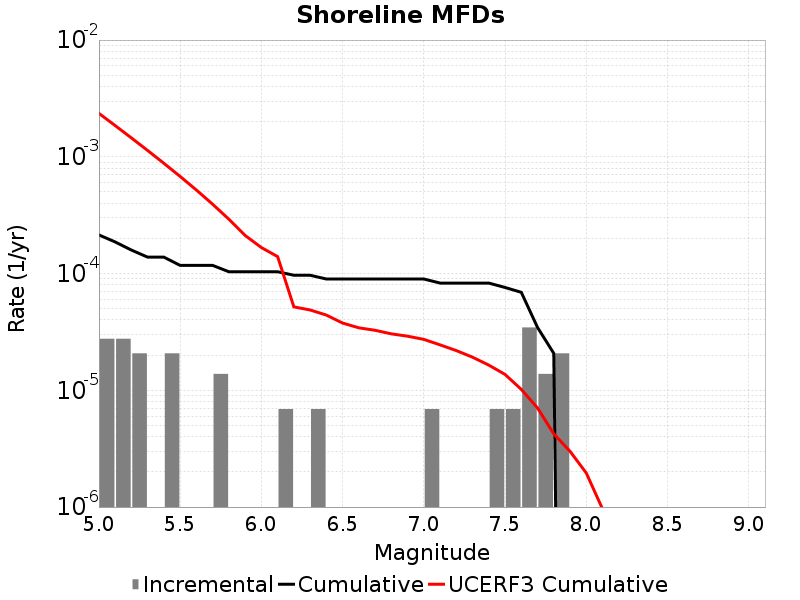 Shoreline MFDs
10-2
10-3
10-4
10-5
10-6
Rate (1/yr)
5.0 5.5 6.0 6.5 7.0 7.5 8.0 8.5 9.0
Magnitude
Incremental Cumulative UCERF3 Cumulative